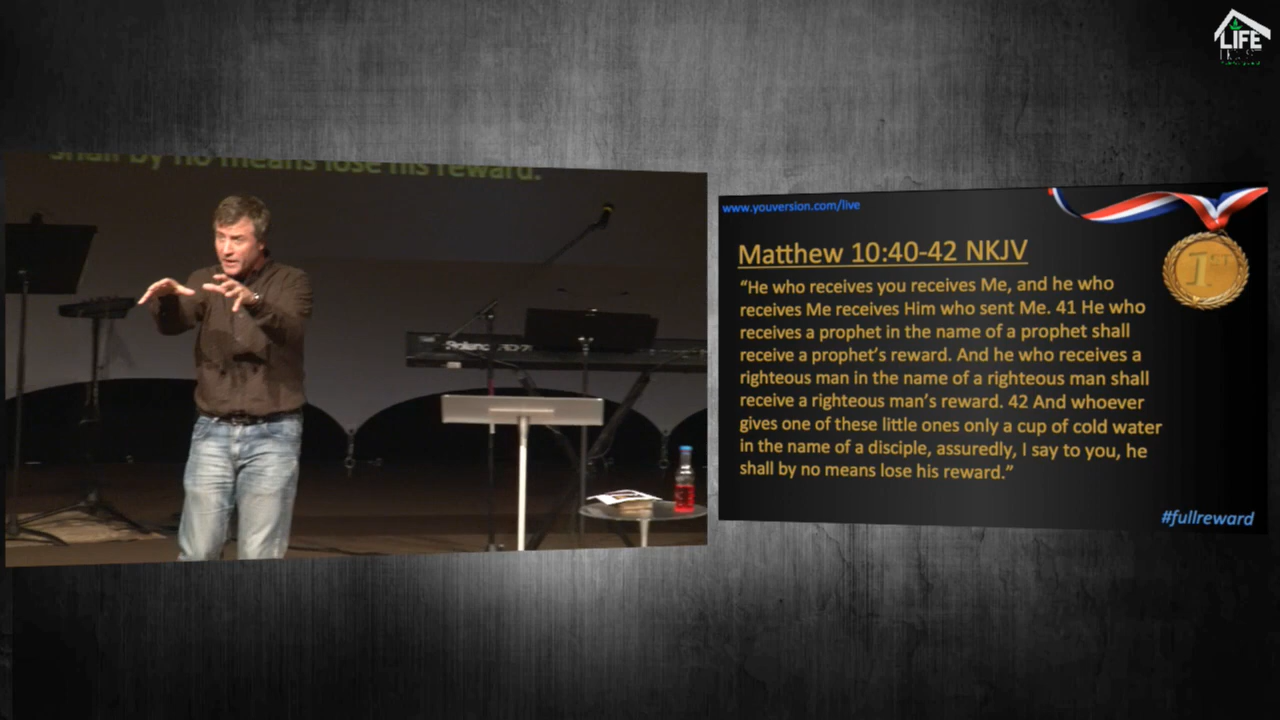 LIFE
shall by no means lose his reward.
Roland
www.youversion.com/live
Matthew 10:40-42 NKJV
“He who receives you receives Me, and he who
receives Me receives Him who sent Me. 41 He who
receives a prophet in the name of a prophet shall
receive a prophet’s reward. And he who receives a
righteous man in the name of a righteous man shall
receive a righteous man’s reward. 42 And whoever
gives one of these little ones only a cup of cold water
in the name of a disciple, assuredly, I say to you, he
shall by no means lose his reward.”
1ST
#fullreward